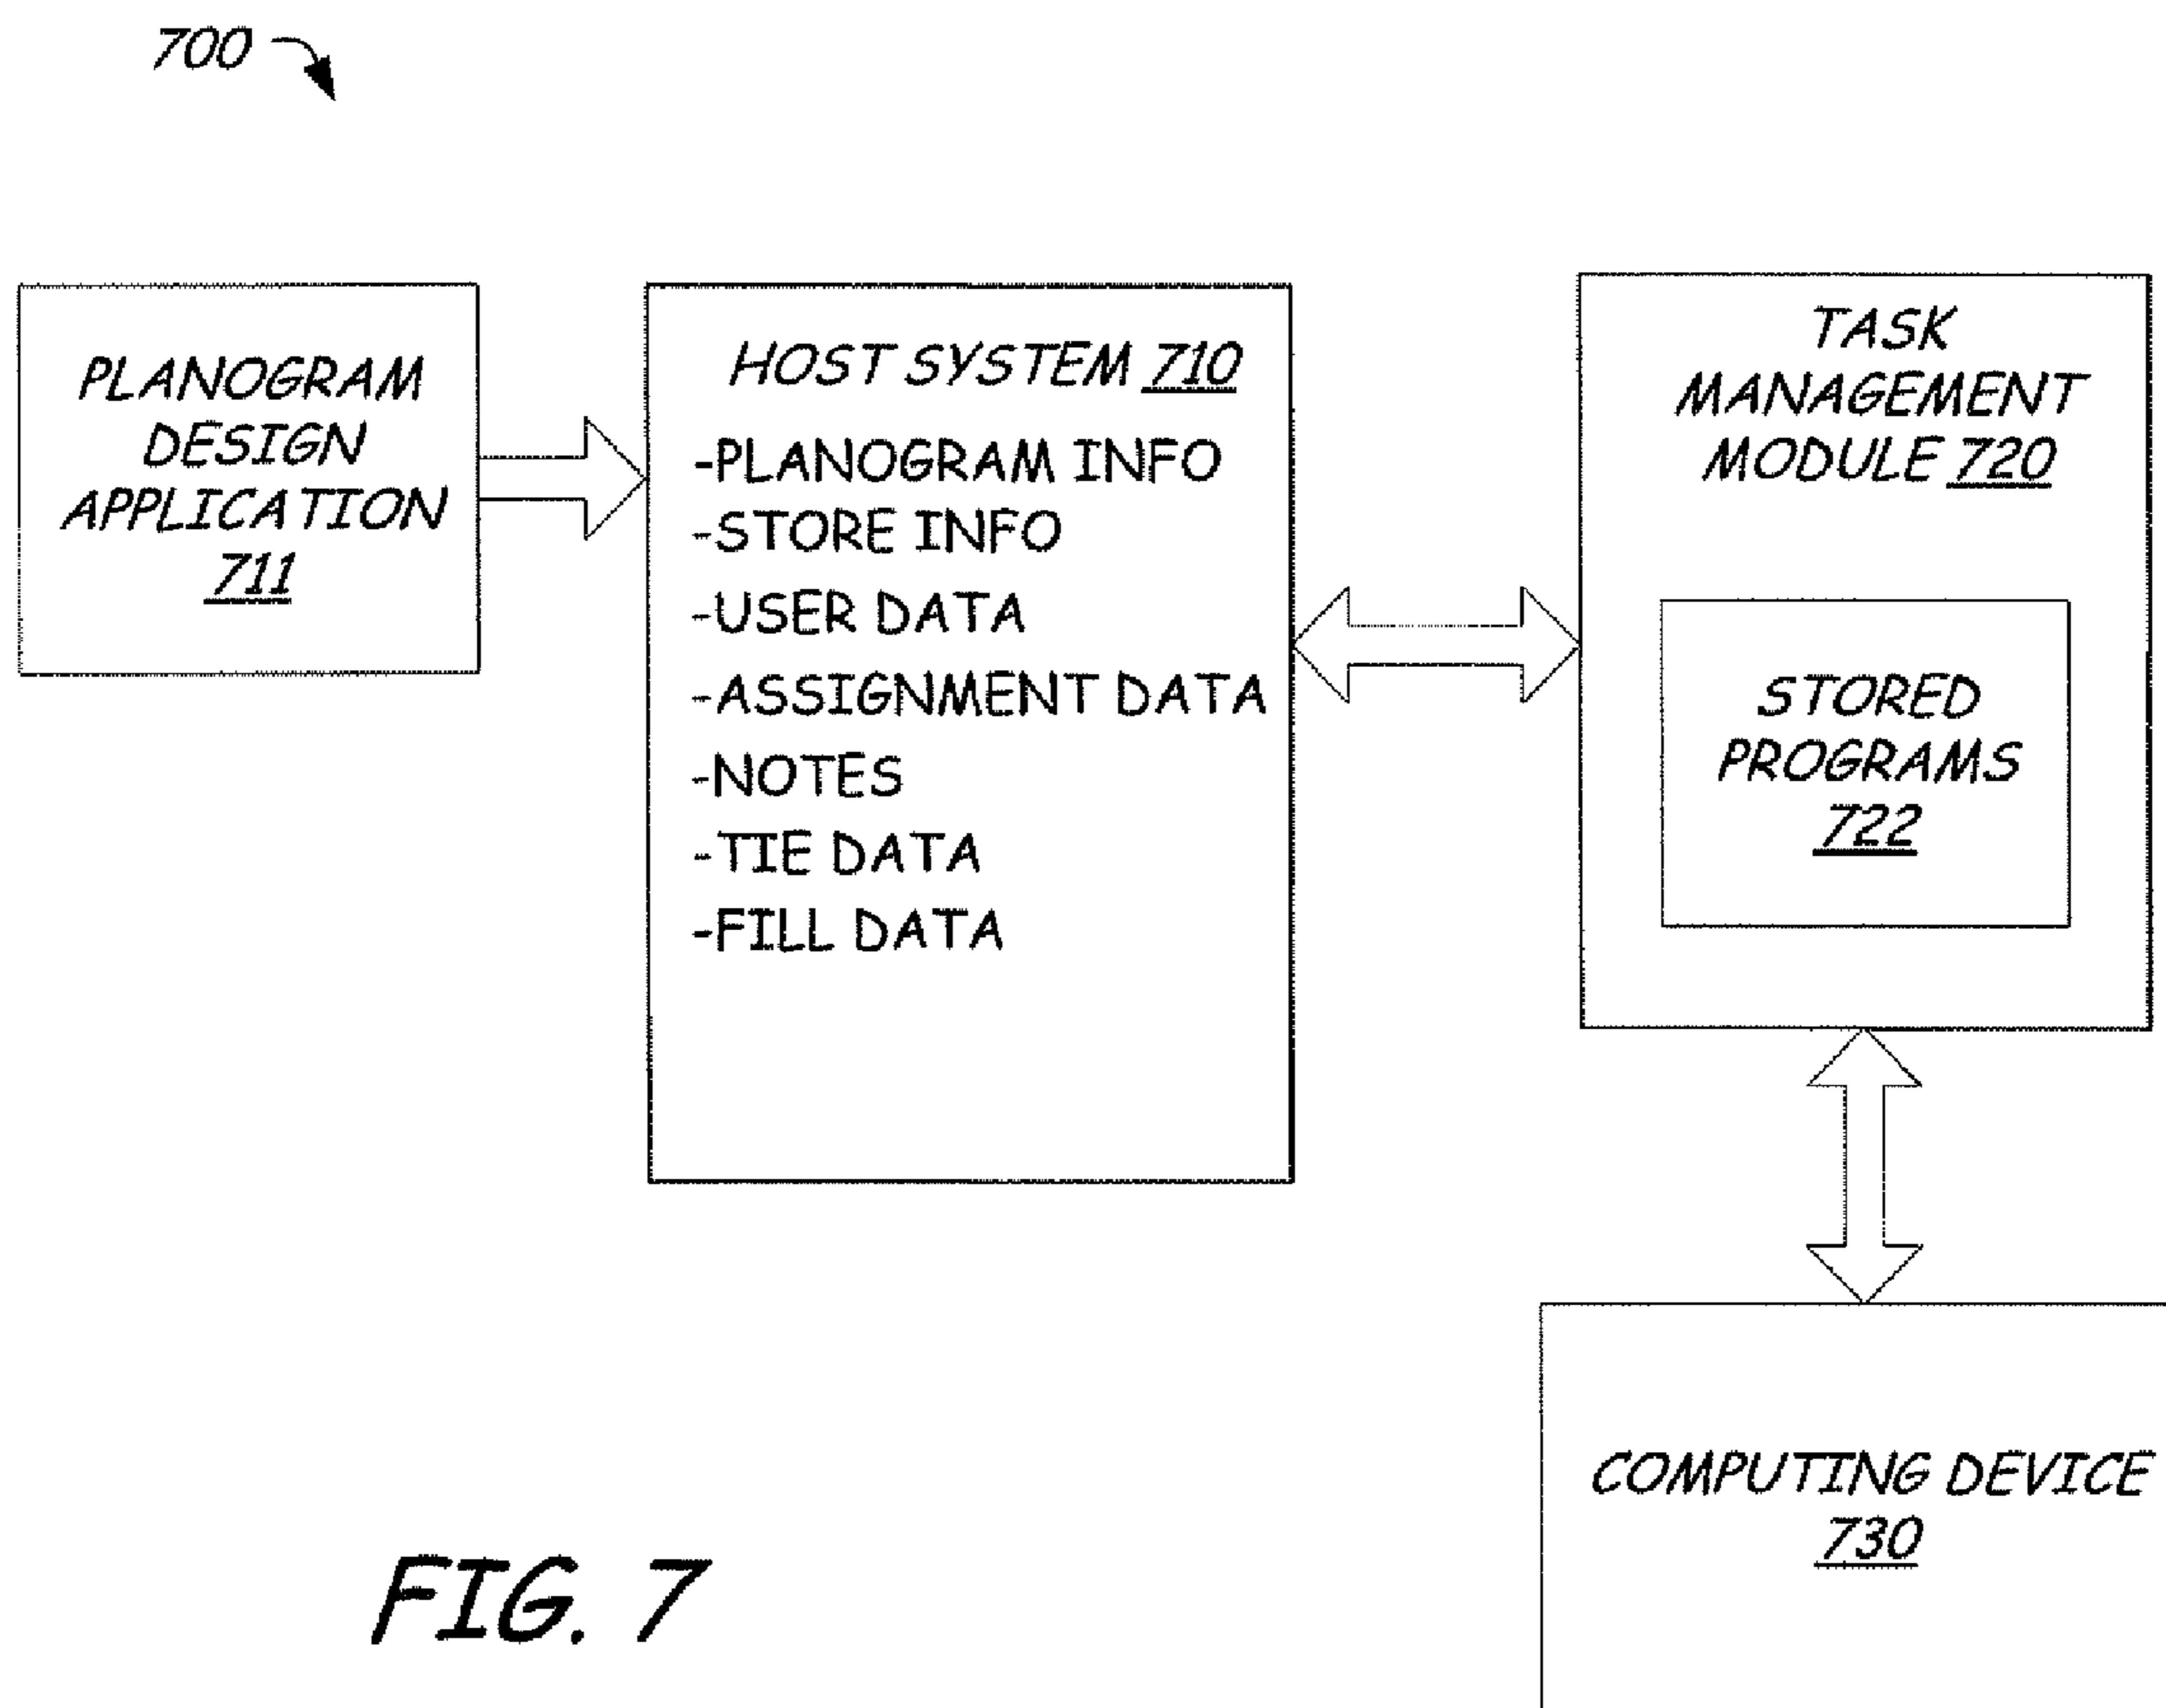 700
PLANOGRAM
DESIGN
APPLICATION
711
HOST SYSTEM 710
-PLANOGRAM INFO
-STORE INFO
-USER DATA
-ASSIGNMENT DATA
-NOTES
-TIE DATA
-FILL DATA
TASK
MANAGEMENT
MODULE 720
STORED
PROGRAMS
722
COMPUTING DEVICE
730
FIG. 7